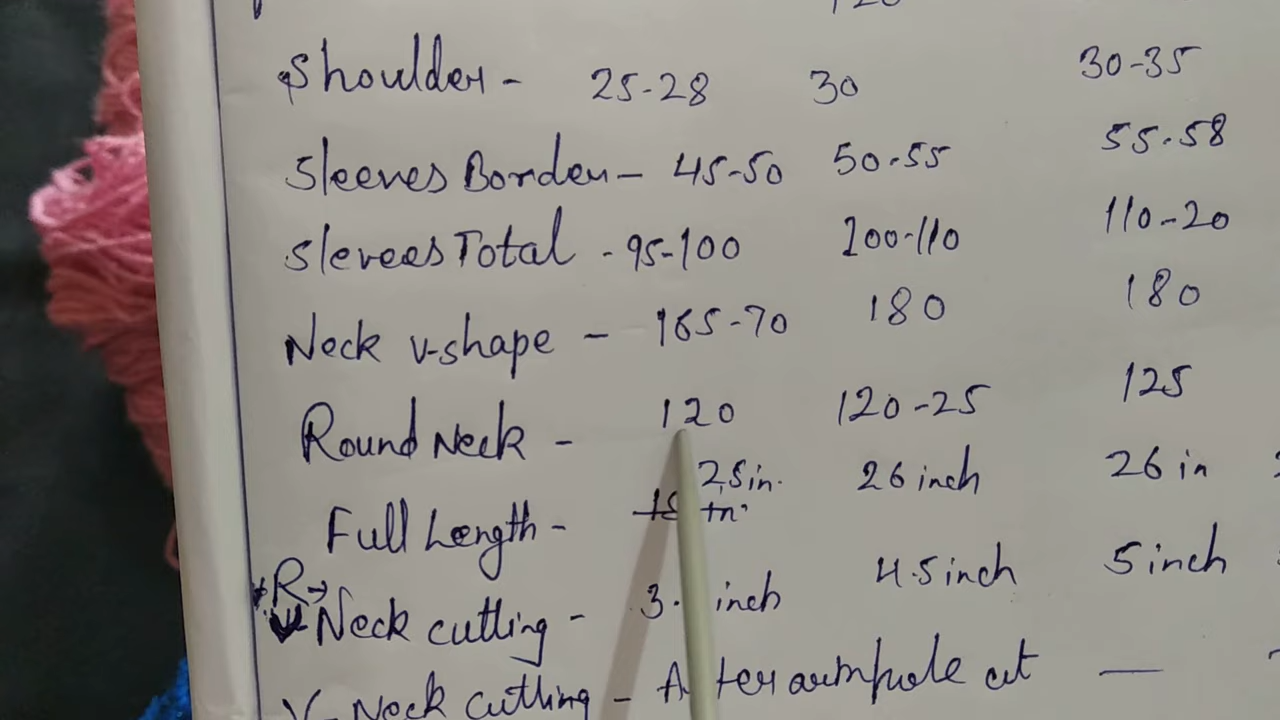 Shoulder - 25-28 30 30-35
Sleeves Border - 45-50 50-55 55-58
Slevees Total - 95-100 100-110 110-20
Neck V-shape - 165-70 180 180
Round Neck - 120 120-25 125
Full Length - 25in. 26 inch 26 in
R→
Neck cutting - 3. inch 4.5 inch 5 inch
V-Neck cutting - After armhole cut —